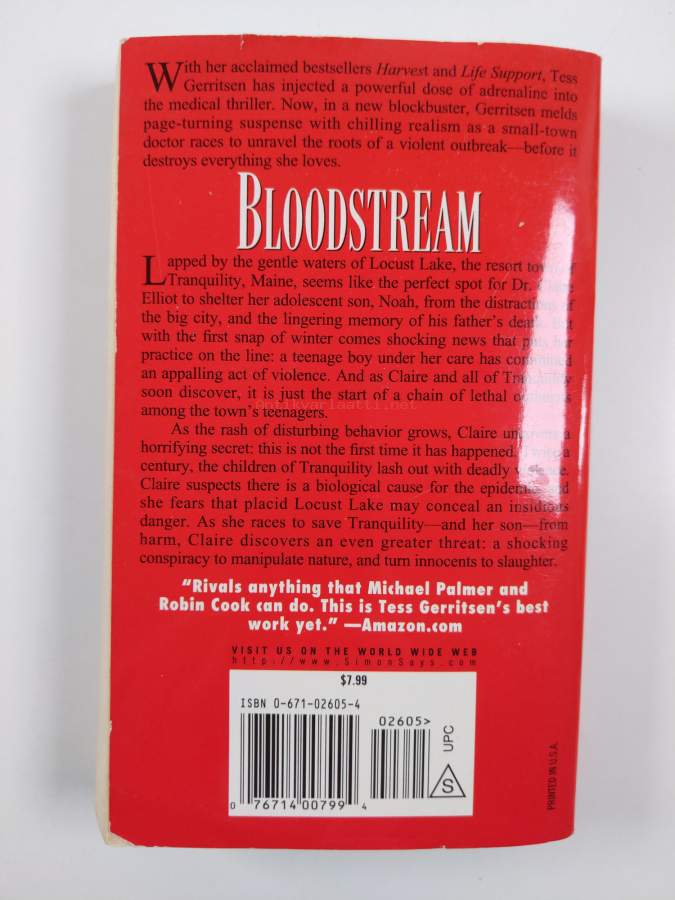 With her acclaimed bestsellers Harvest and Life Support, Tess
Gerritsen has injected a powerful dose of adrenaline into
the medical thriller. Now, in a new blockbuster, Gerritsen melds
page-turning suspense with chilling realism as a small-town
doctor races to unravel the roots of a violent outbreak—before it
destroys everything she loves.
BLOODSTREAM
Lapped by the gentle waters of Locust Lake, the resort town of
Tranquility, Maine, seems like the perfect spot for Dr. Claire
Elliot to shelter her adolescent son, Noah, from the distractions of
the big city, and the lingering memory of his father's death. But
with the first snap of winter comes shocking news that puts her
practice on the line: a teenage boy under her care has committed
an appalling act of violence. And as Claire and all of Tranquility
soon discover, it is just the start of a chain of lethal
antikvariaatti.net
among the town's teenagers.
As the rash of disturbing behavior grows, Claire uncovers a
horrifying secret: this is not the first time it has happened. Twice a
century, the children of Tranquility lash out with deadly violence.
Claire suspects there is a biological cause for the epidemic, and
she fears that placid Locust Lake may conceal an insidious
danger. As she races to save Tranquility—and her son—from
harm, Claire discovers an even greater threat: a shocking
conspiracy to manipulate nature, and turn innocents to slaughter.
"Rivals anything that Michael Palmer and
Robin Cook can do. This is Tess Gerritsen's best
work yet." —Amazon.com
VISIT US ON THE WORLD WIDE WEB
http://www.SimonSays.com
$7.99
ISBN 0-671-02605-4
02605>
UPC
S
0 76714 00799 4
PRINTED IN U.S.A.